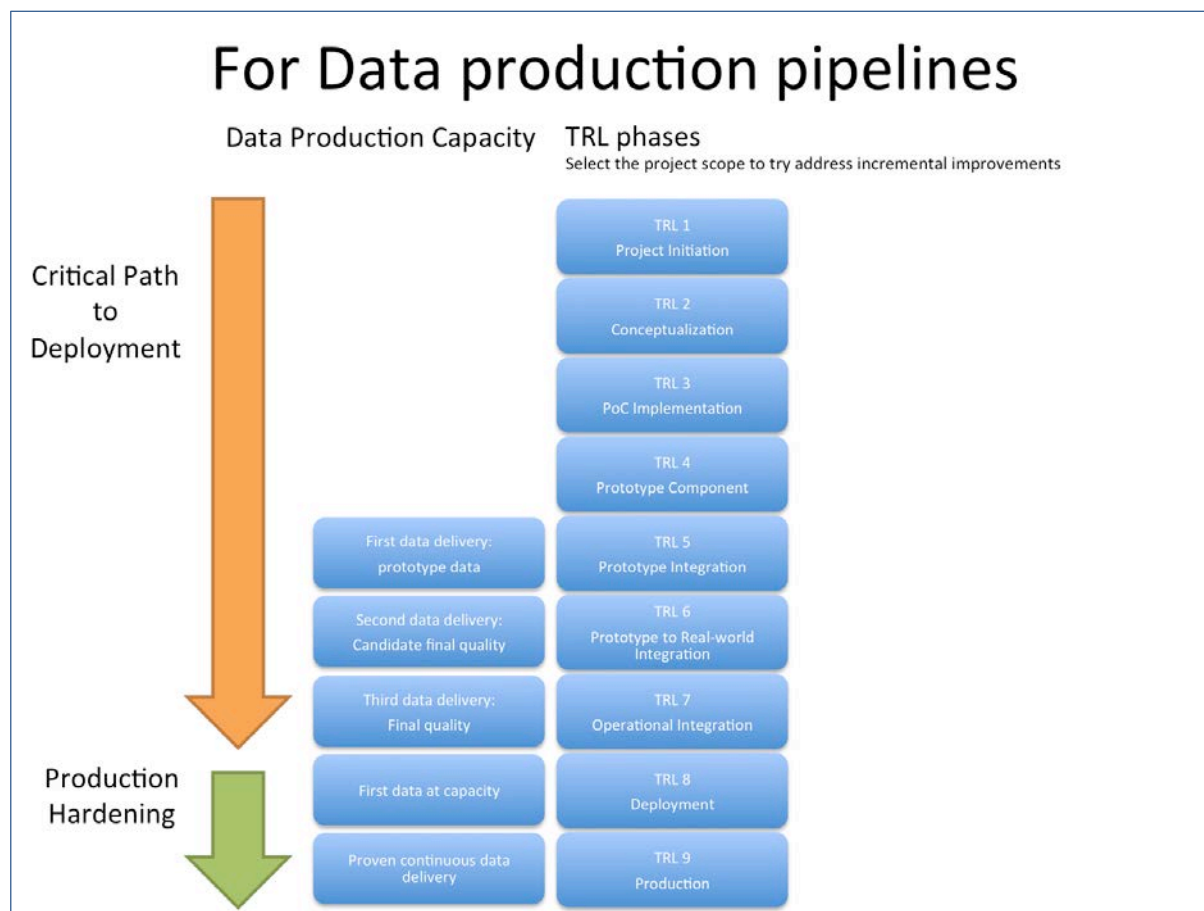 For Data production pipelines
Data Production Capacity
TRL phases
Select the project scope to try address incremental improvements
Critical Path
to
Deployment
TRL 1
Project Initiation
TRL 2
Conceptualization
TRL 3
PoC Implementation
TRL 4
Prototype Component
First data delivery:
prototype data
TRL 5
Prototype Integration
Second data delivery:
Candidate final quality
TRL 6
Prototype to Real-world
Integration
Third data delivery:
Final quality
TRL 7
Operational Integration
Production
Hardening
First data at capacity
TRL 8
Deployment
Proven continuous data
delivery
TRL 9
Production